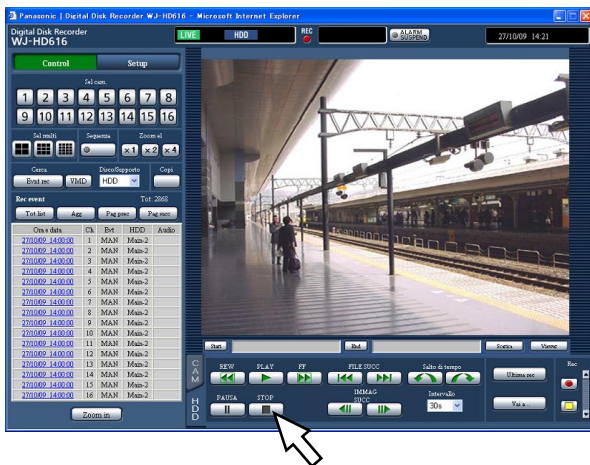 Panasonic | Digital Disk Recorder WJ-HD616 - Microsoft Internet Explorer
Digital Disk Recorder
WJ-HD616
LIVE HDD REC ALARM SUSPEND 27/10/09 14:21
Control Setup
Sel cam.
1 2 3 4 5 6 7 8
9 10 11 12 13 14 15 16
Sel multi Sequenza Zoom el
x1 x2 x4
Cerca Disco/Supporto Copi
Evnt rec VMD HDD
Rec event Tot: 2868
Tot list Agg Pag prec Pag succ
Ora e data Ch Evt HDD Audio
27/10/09 14:00:00 1 MAN Main-2
27/10/09 14:00:00 2 MAN Main-2
27/10/09 14:00:00 3 MAN Main-2
27/10/09 14:00:00 4 MAN Main-2
27/10/09 14:00:00 5 MAN Main-2
27/10/09 14:00:00 6 MAN Main-2
27/10/09 14:00:00 7 MAN Main-2
27/10/09 14:00:00 8 MAN Main-2
27/10/09 14:00:00 9 MAN Main-2
27/10/09 14:00:00 10 MAN Main-2
27/10/09 14:00:00 11 MAN Main-2
27/10/09 14:00:00 12 MAN Main-2
27/10/09 14:00:00 13 MAN Main-2
27/10/09 14:00:00 14 MAN Main-2
27/10/09 14:00:00 15 MAN Main-2
27/10/09 14:00:00 16 MAN Main-2
Zoom in
Start End Scarica Viewer
CAM
HDD
REW PLAY FF FILE SUCC Salto di tempo Ultima rec Rec
PAUSA STOP IMMAG SUCC Intervallo
30s Vai a ...